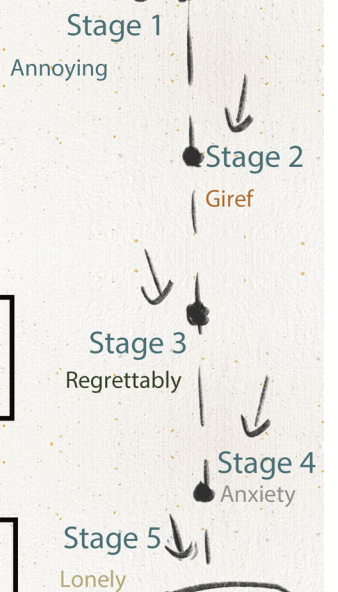 Stage 1
Annoying
Stage 2
Giref
Stage 3
Regrettably
Stage 4
Anxiety
Stage 5
Lonely